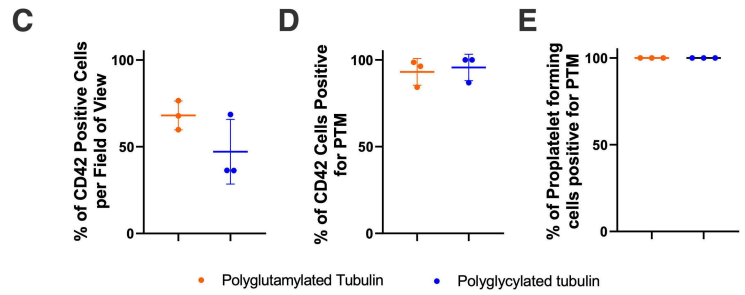 C
% of CD42 Positive Cells
per Field of View
100
50
0
D
% of CD42 Cells Positive
for PTM
100
50
0
E
% of Proplatelet forming
cells positive for PTM
100
50
0
Polyglutamylated Tubulin
Polyglycylated tubulin